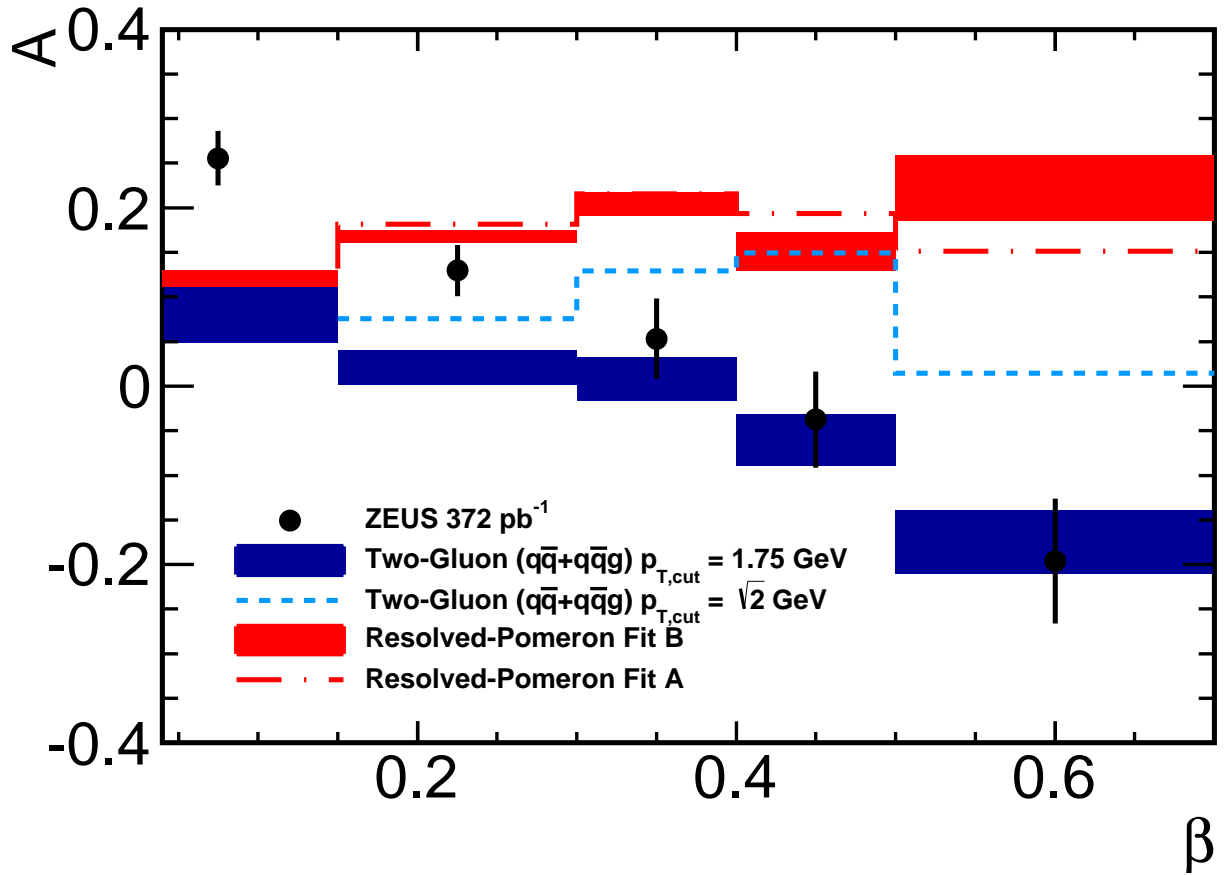 A
0.4
0.2
0
-0.2
-0.4
ZEUS 372 pb⁻¹
Two-Gluon (qq̅+qq̅g) p_T,cut = 1.75 GeV
Two-Gluon (qq̅+qq̅g) p_T,cut = √2 GeV
Resolved-Pomeron Fit B
Resolved-Pomeron Fit A
0.2 0.4 0.6
β